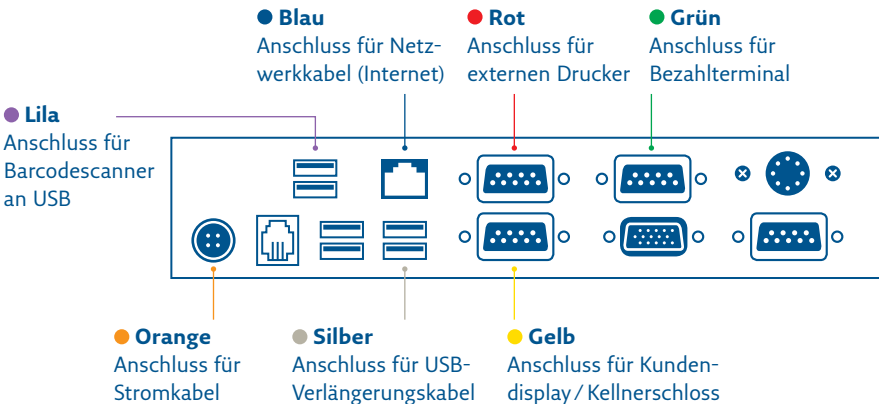 Blau
Anschluss für Netz-
werkkabel (Internet)
Rot
Anschluss für
externen Drucker
Grün
Anschluss für
Bezahlterminal
Lila
Anschluss für
Barcodescanner
an USB
Orange
Anschluss für
Stromkabel
Silber
Anschluss für USB-
Verlängerungskabel
Gelb
Anschluss für Kunden-
display / Kellnerschloss